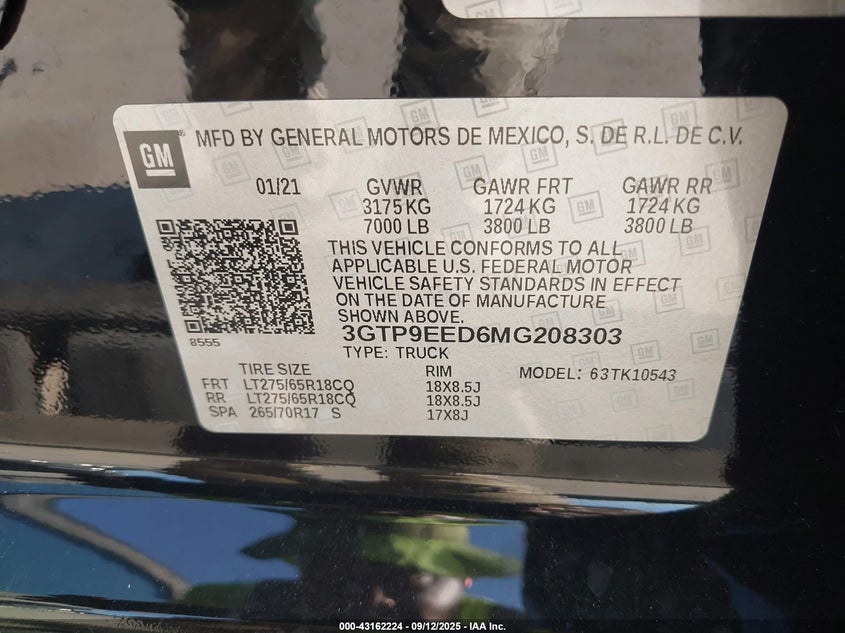 GM
MFD BY GENERAL MOTORS DE MEXICO, S. DE R.L. DE C.V.
01/21 GVWR GAWR FRT GAWR RR
3175 KG 1724 KG 1724 KG
7000 LB 3800 LB 3800 LB
THIS VEHICLE CONFORMS TO ALL
APPLICABLE U.S. FEDERAL MOTOR
VEHICLE SAFETY STANDARDS IN EFFECT
ON THE DATE OF MANUFACTURE
SHOWN ABOVE.
3GTP9EED6MG208303
8555
TYPE: TRUCK
TIRE SIZE RIM MODEL: 63TK10543
FRT LT275/65R18CQ 18X8.5J
RR LT275/65R18CQ 18X8.5J
SPA 265/70R17 S 17X8J
000-43162224 - 09/12/2025 - IAA Inc.